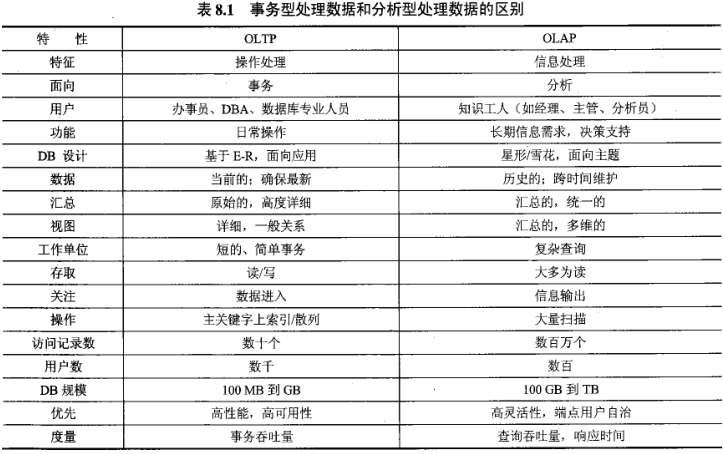 表 8.1 事务型处理数据和分析型处理数据的区别
特 性 OLTP OLAP
特征 操作处理 信息处理
面向 事务 分析
用户 办事员、DBA、数据库专业人员 知识工人（如经理、主管、分析员）
功能 日常操作 长期信息需求，决策支持
DB 设计 基于 E-R，面向应用 星形/雪花，面向主题
数据 当前的；确保最新 历史的；跨时间维护
汇总 原始的，高度详细 汇总的，统一的
视图 详细，一般关系 汇总的，多维的
工作单位 短的、简单事务 复杂查询
存取 读/写 大多为读
关注 数据进入 信息输出
操作 主关键字上索引/散列 大量扫描
访问记录数 数十个 数百万个
用户数 数千 数百
DB 规模 100 MB 到 GB 100 GB 到 TB
优先 高性能，高可用性 高灵活性，端点用户自治
度量 事务吞吐量 查询吞吐量，响应时间